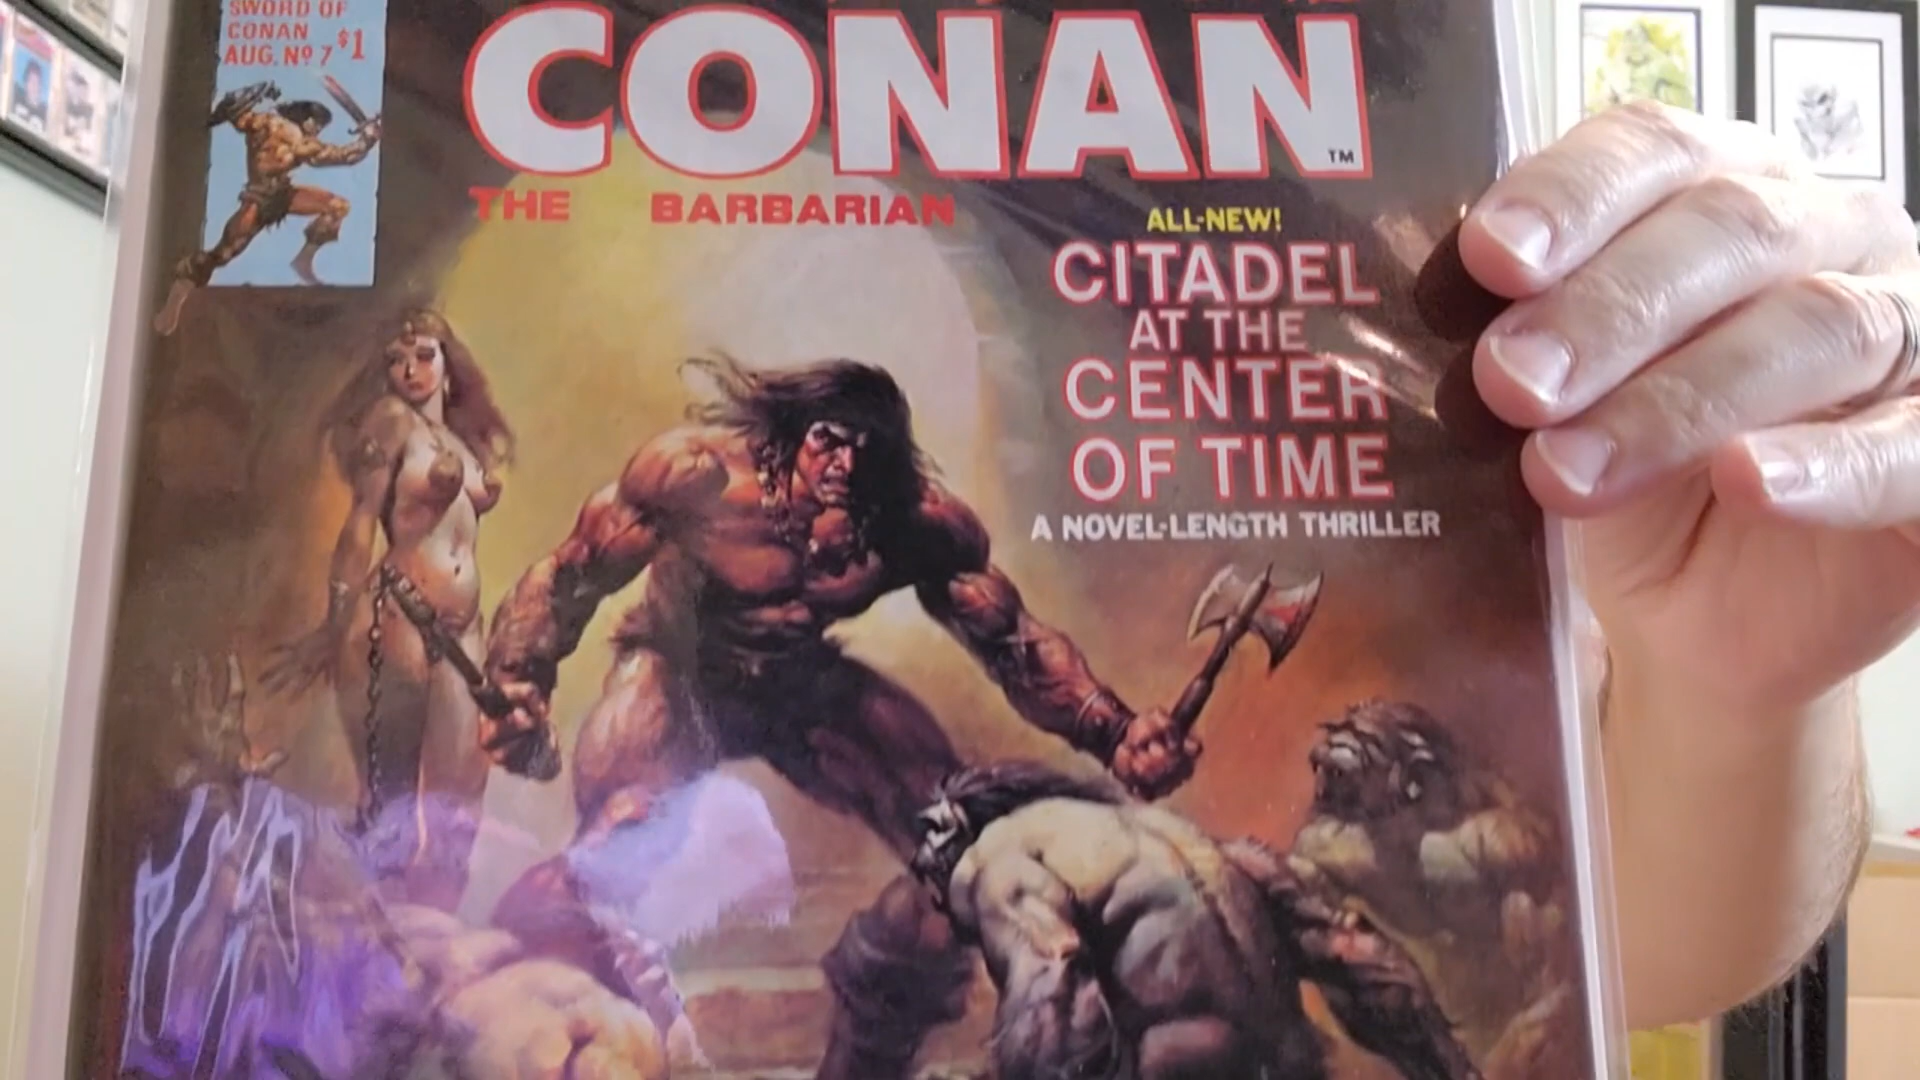 SWORD OF
CONAN
AUG. Nº 7 $1
CONAN
TM
THE BARBARIAN
ALL-NEW!
CITADEL
AT THE
CENTER
OF TIME
A NOVEL-LENGTH THRILLER